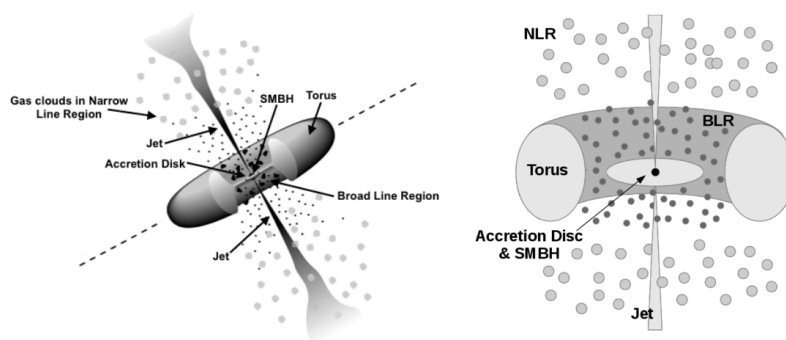 Gas clouds in Narrow
Line Region
SMBH
Torus
Jet
Accretion Disk
Broad Line Region
Jet
NLR
BLR
Torus
Accretion Disc
& SMBH
Jet